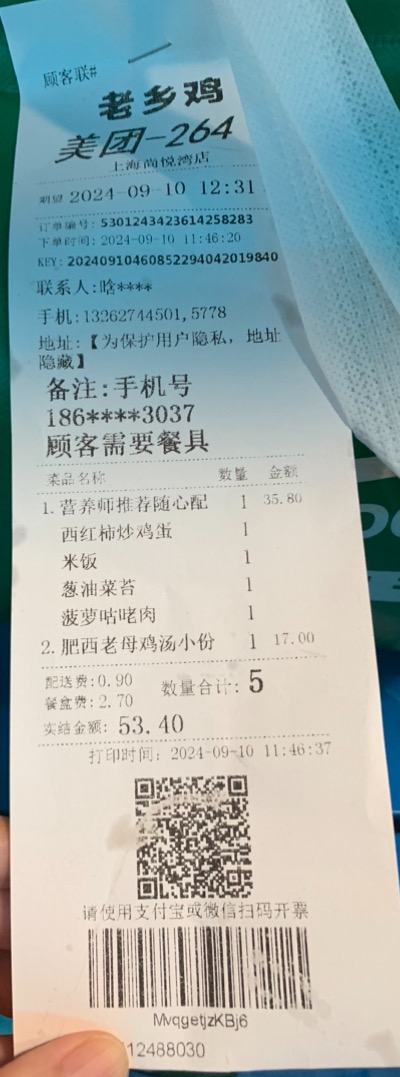 顾客联#
老乡鸡
美团-264
上海尚悦湾店
期望 2024-09-10 12:31
订单编号: 5301243423614258283
下单时间: 2024-09-10 11:46:20
KEY: 20240910460852294042019840
联系人:晗****
手机:13262744501,5778
地址:【为保护用户隐私，地址
隐藏】
备注:手机号
186****3037
顾客需要餐具
菜品名称 数量 金额
1.营养师推荐随心配 1 35.80
西红柿炒鸡蛋 1
米饭 1
葱油菜苔 1
菠萝咕咾肉 1
2.肥西老母鸡汤小份 1 17.00
配送费:0.90
餐盒费:2.70
数量合计: 5
实结金额: 53.40
打印时间: 2024-09-10 11:46:37
请使用支付宝或微信扫码开票
MvqgetjzKBj6
12488030